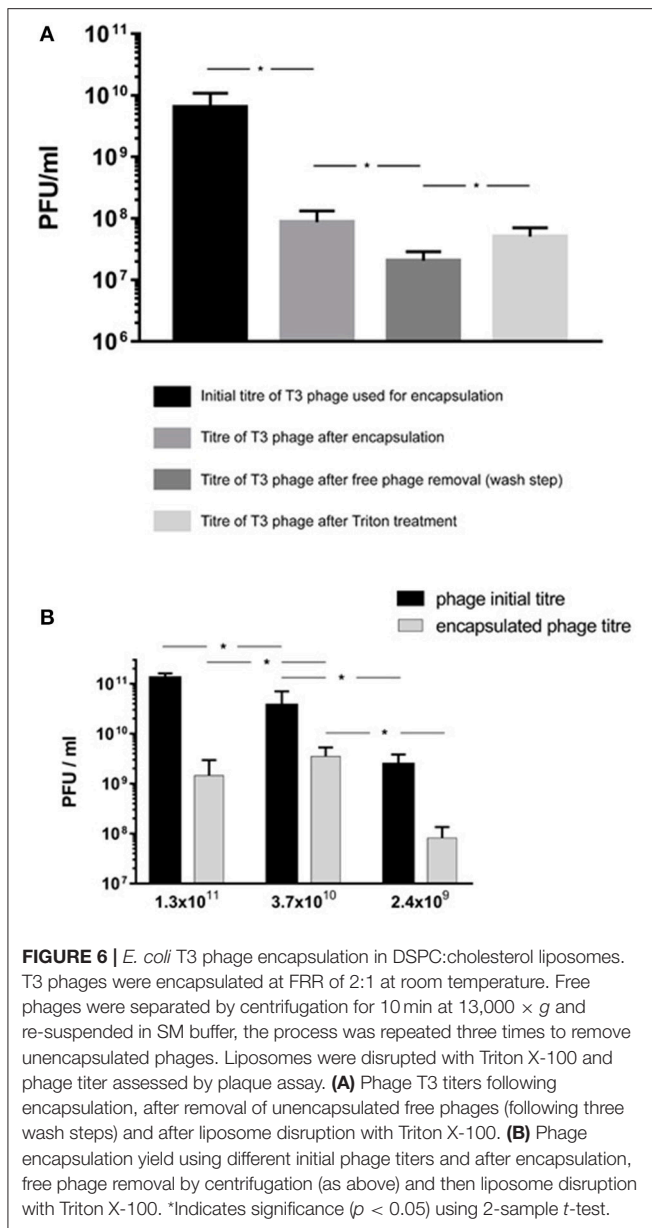 A
10¹¹
10¹⁰
10⁹
10⁸
10⁷
10⁶
PFU/ml
*
*
*
Initial titre of T3 phage used for encapsulation
Titre of T3 phage after encapsulation
Titre of T3 phage after free phage removal (wash step)
Titre of T3 phage after Triton treatment
B
phage initial titre
encapsulated phage titre
*
*
*
*
10¹¹
10¹⁰
10⁹
10⁸
10⁷
PFU / ml
1.3x10¹¹ 3.7x10¹⁰ 2.4x10⁹
FIGURE 6 | E. coli T3 phage encapsulation in DSPC:cholesterol liposomes.
T3 phages were encapsulated at FRR of 2:1 at room temperature. Free
phages were separated by centrifugation for 10 min at 13,000 × g and
re-suspended in SM buffer, the process was repeated three times to remove
unencapsulated phages. Liposomes were disrupted with Triton X-100 and
phage titer assessed by plaque assay. (A) Phage T3 titers following
encapsulation, after removal of unencapsulated free phages (following three
wash steps) and after liposome disruption with Triton X-100. (B) Phage
encapsulation yield using different initial phage titers and after encapsulation,
free phage removal by centrifugation (as above) and then liposome disruption
with Triton X-100. *Indicates significance (p < 0.05) using 2-sample t-test.